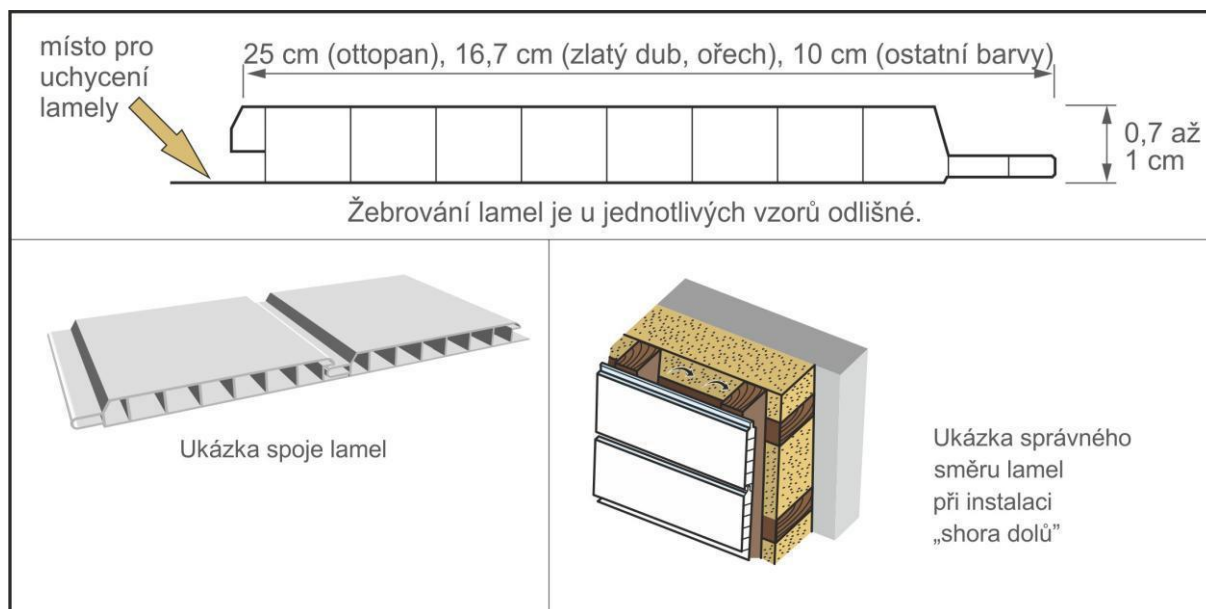 místo pro
uchycení
lamely
25 cm (ottopan), 16,7 cm (zlatý dub, ořech), 10 cm (ostatní barvy)
0,7 až
1 cm
Žebrování lamel je u jednotlivých vzorů odlišné.
Ukázka spoje lamel
Ukázka správného
směru lamel
při instalaci
„shora dolů”